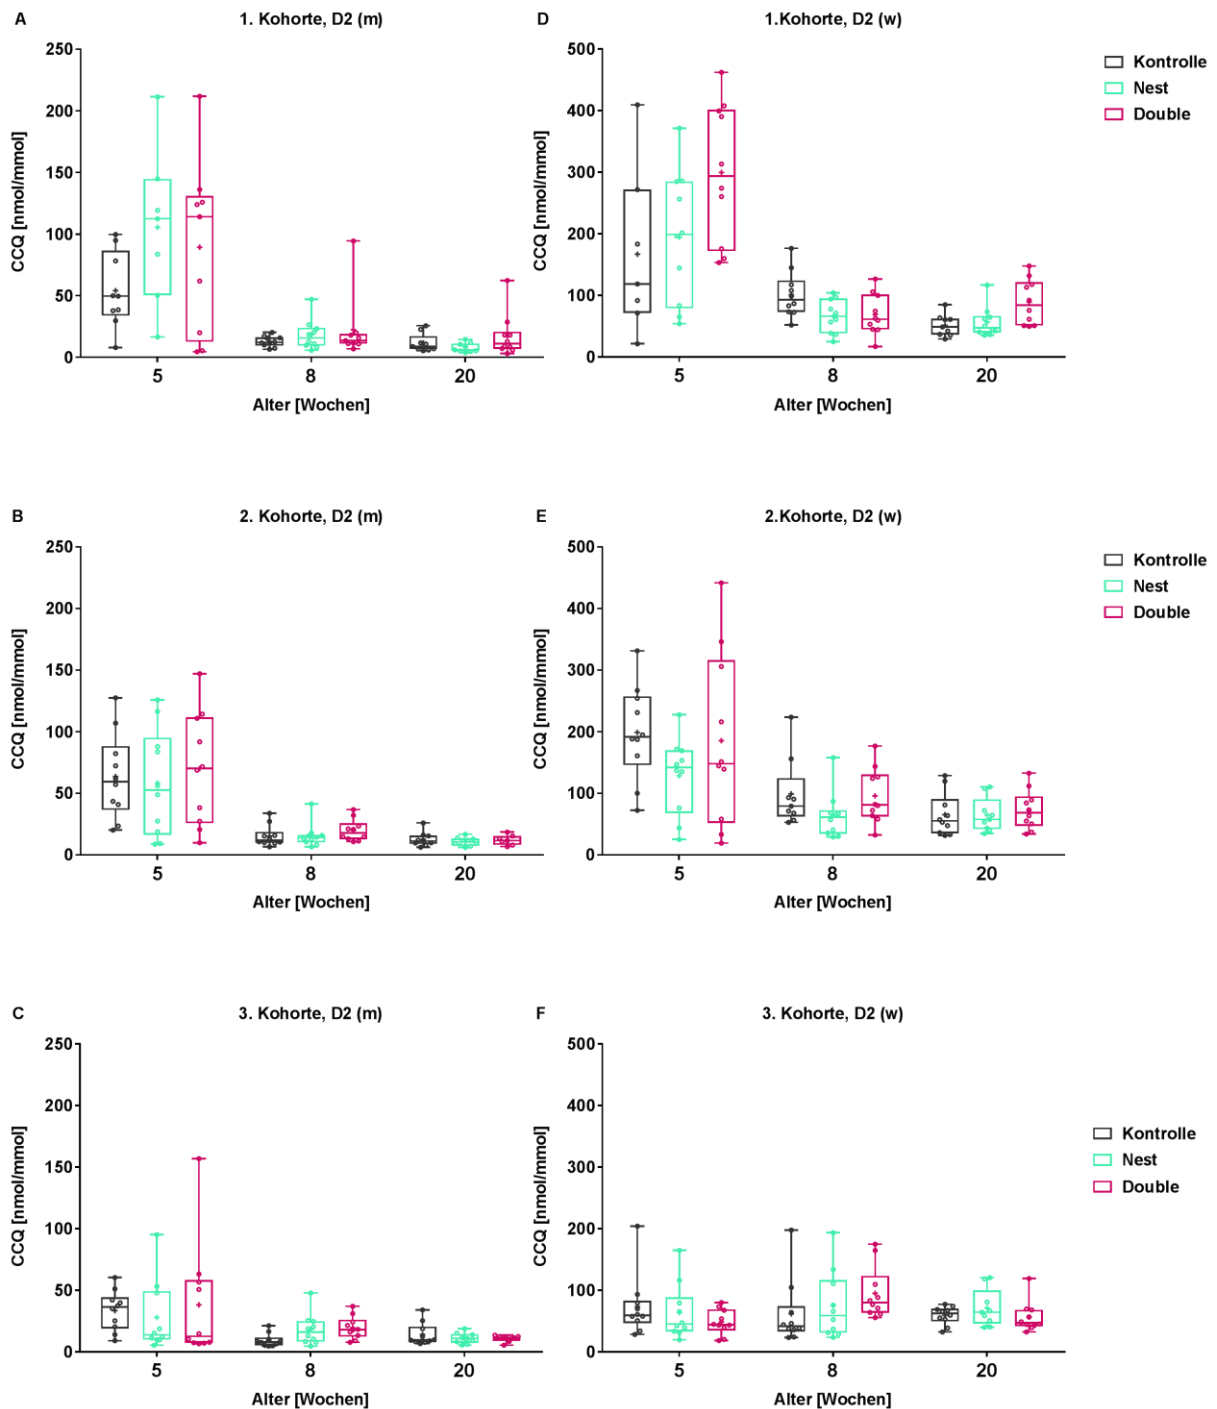 A
1. Kohorte, D2 (m)
250
200
150
100
50
0
CCQ [nmol/mmol]
5
8
20
Alter [Wochen]
D
1.Kohorte, D2 (w)
500
400
300
200
100
0
CCQ [nmol/mmol]
5
8
20
Alter [Wochen]
Kontrolle
Nest
Double
B
2. Kohorte, D2 (m)
250
200
150
100
50
0
CCQ [nmol/mmol]
5
8
20
Alter [Wochen]
E
2.Kohorte, D2 (w)
500
400
300
200
100
0
CCQ [nmol/mmol]
5
8
20
Alter [Wochen]
Kontrolle
Nest
Double
C
3. Kohorte, D2 (m)
250
200
150
100
50
0
CCQ [nmol/mmol]
5
8
20
Alter [Wochen]
F
3. Kohorte, D2 (w)
500
400
300
200
100
0
CCQ [nmol/mmol]
5
8
20
Alter [Wochen]
Kontrolle
Nest
Double